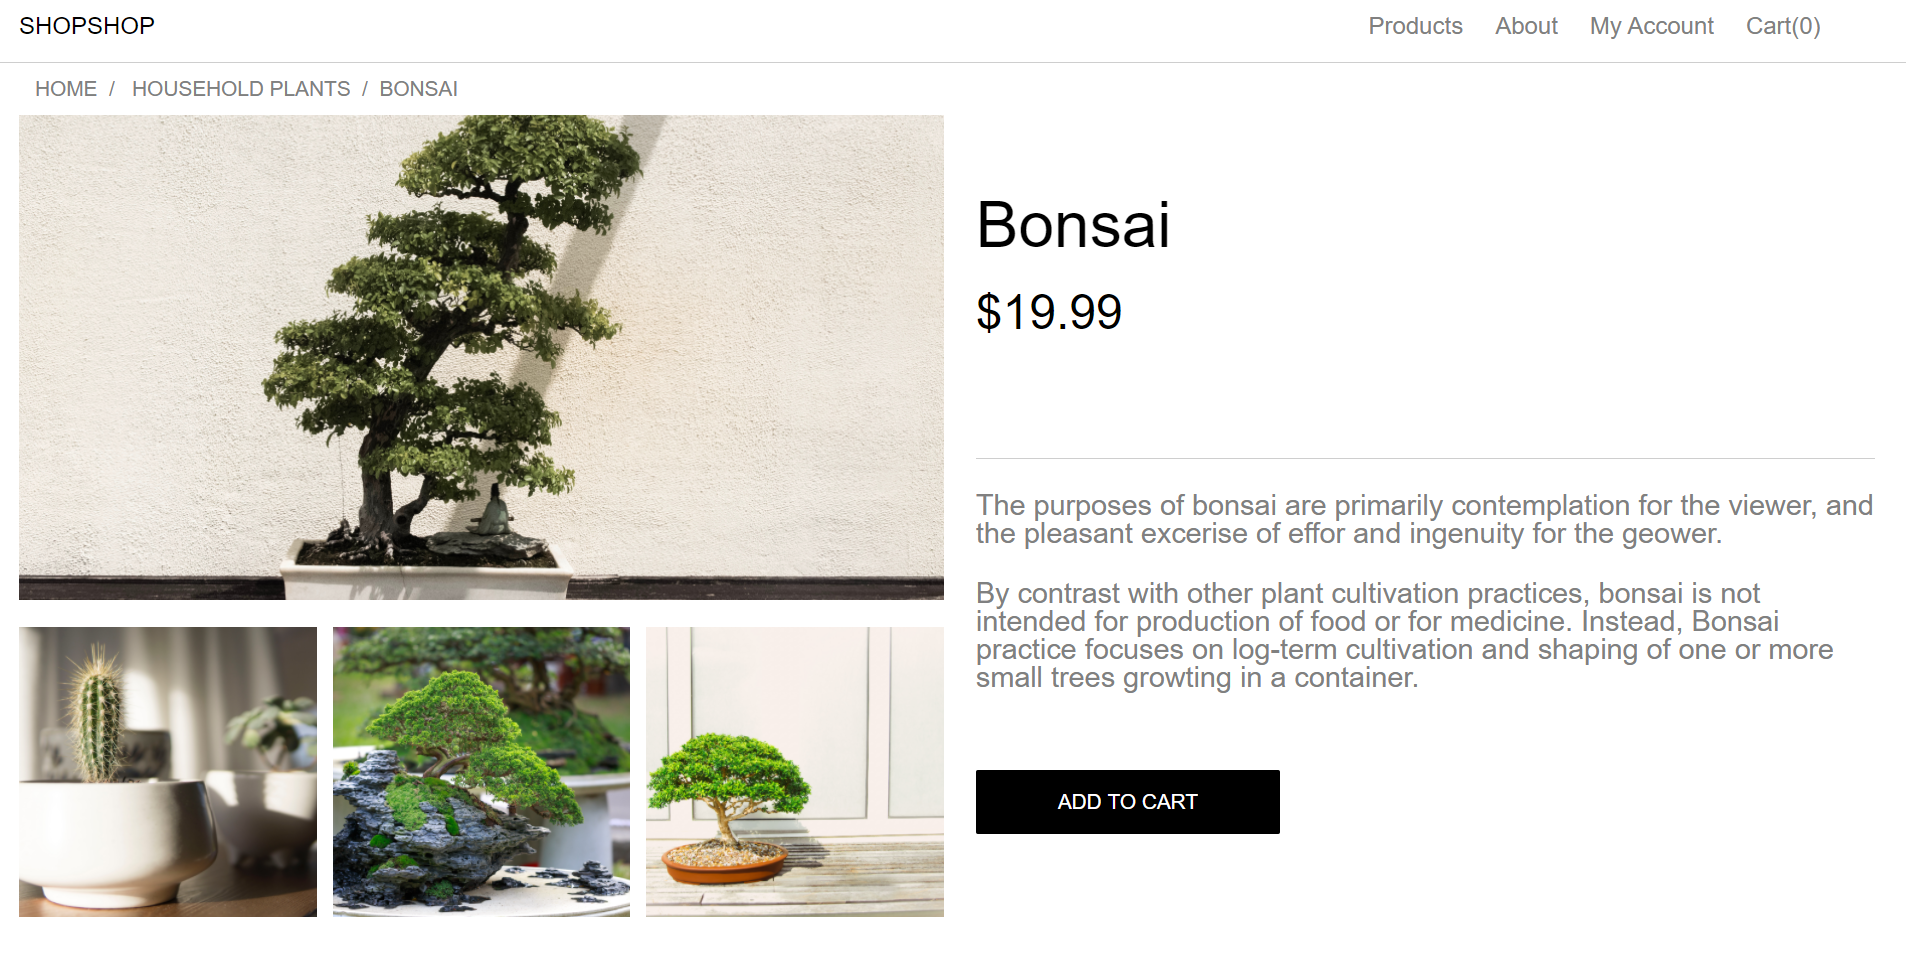 SHOPSHOP
Products About My Account Cart(0)
HOME / HOUSEHOLD PLANTS / BONSAI
Bonsai
$19.99
The purposes of bonsai are primarily contemplation for the viewer, and
the pleasant excerise of effor and ingenuity for the geower.
By contrast with other plant cultivation practices, bonsai is not
intended for production of food or for medicine. Instead, Bonsai
practice focuses on log-term cultivation and shaping of one or more
small trees growting in a container.
ADD TO CART